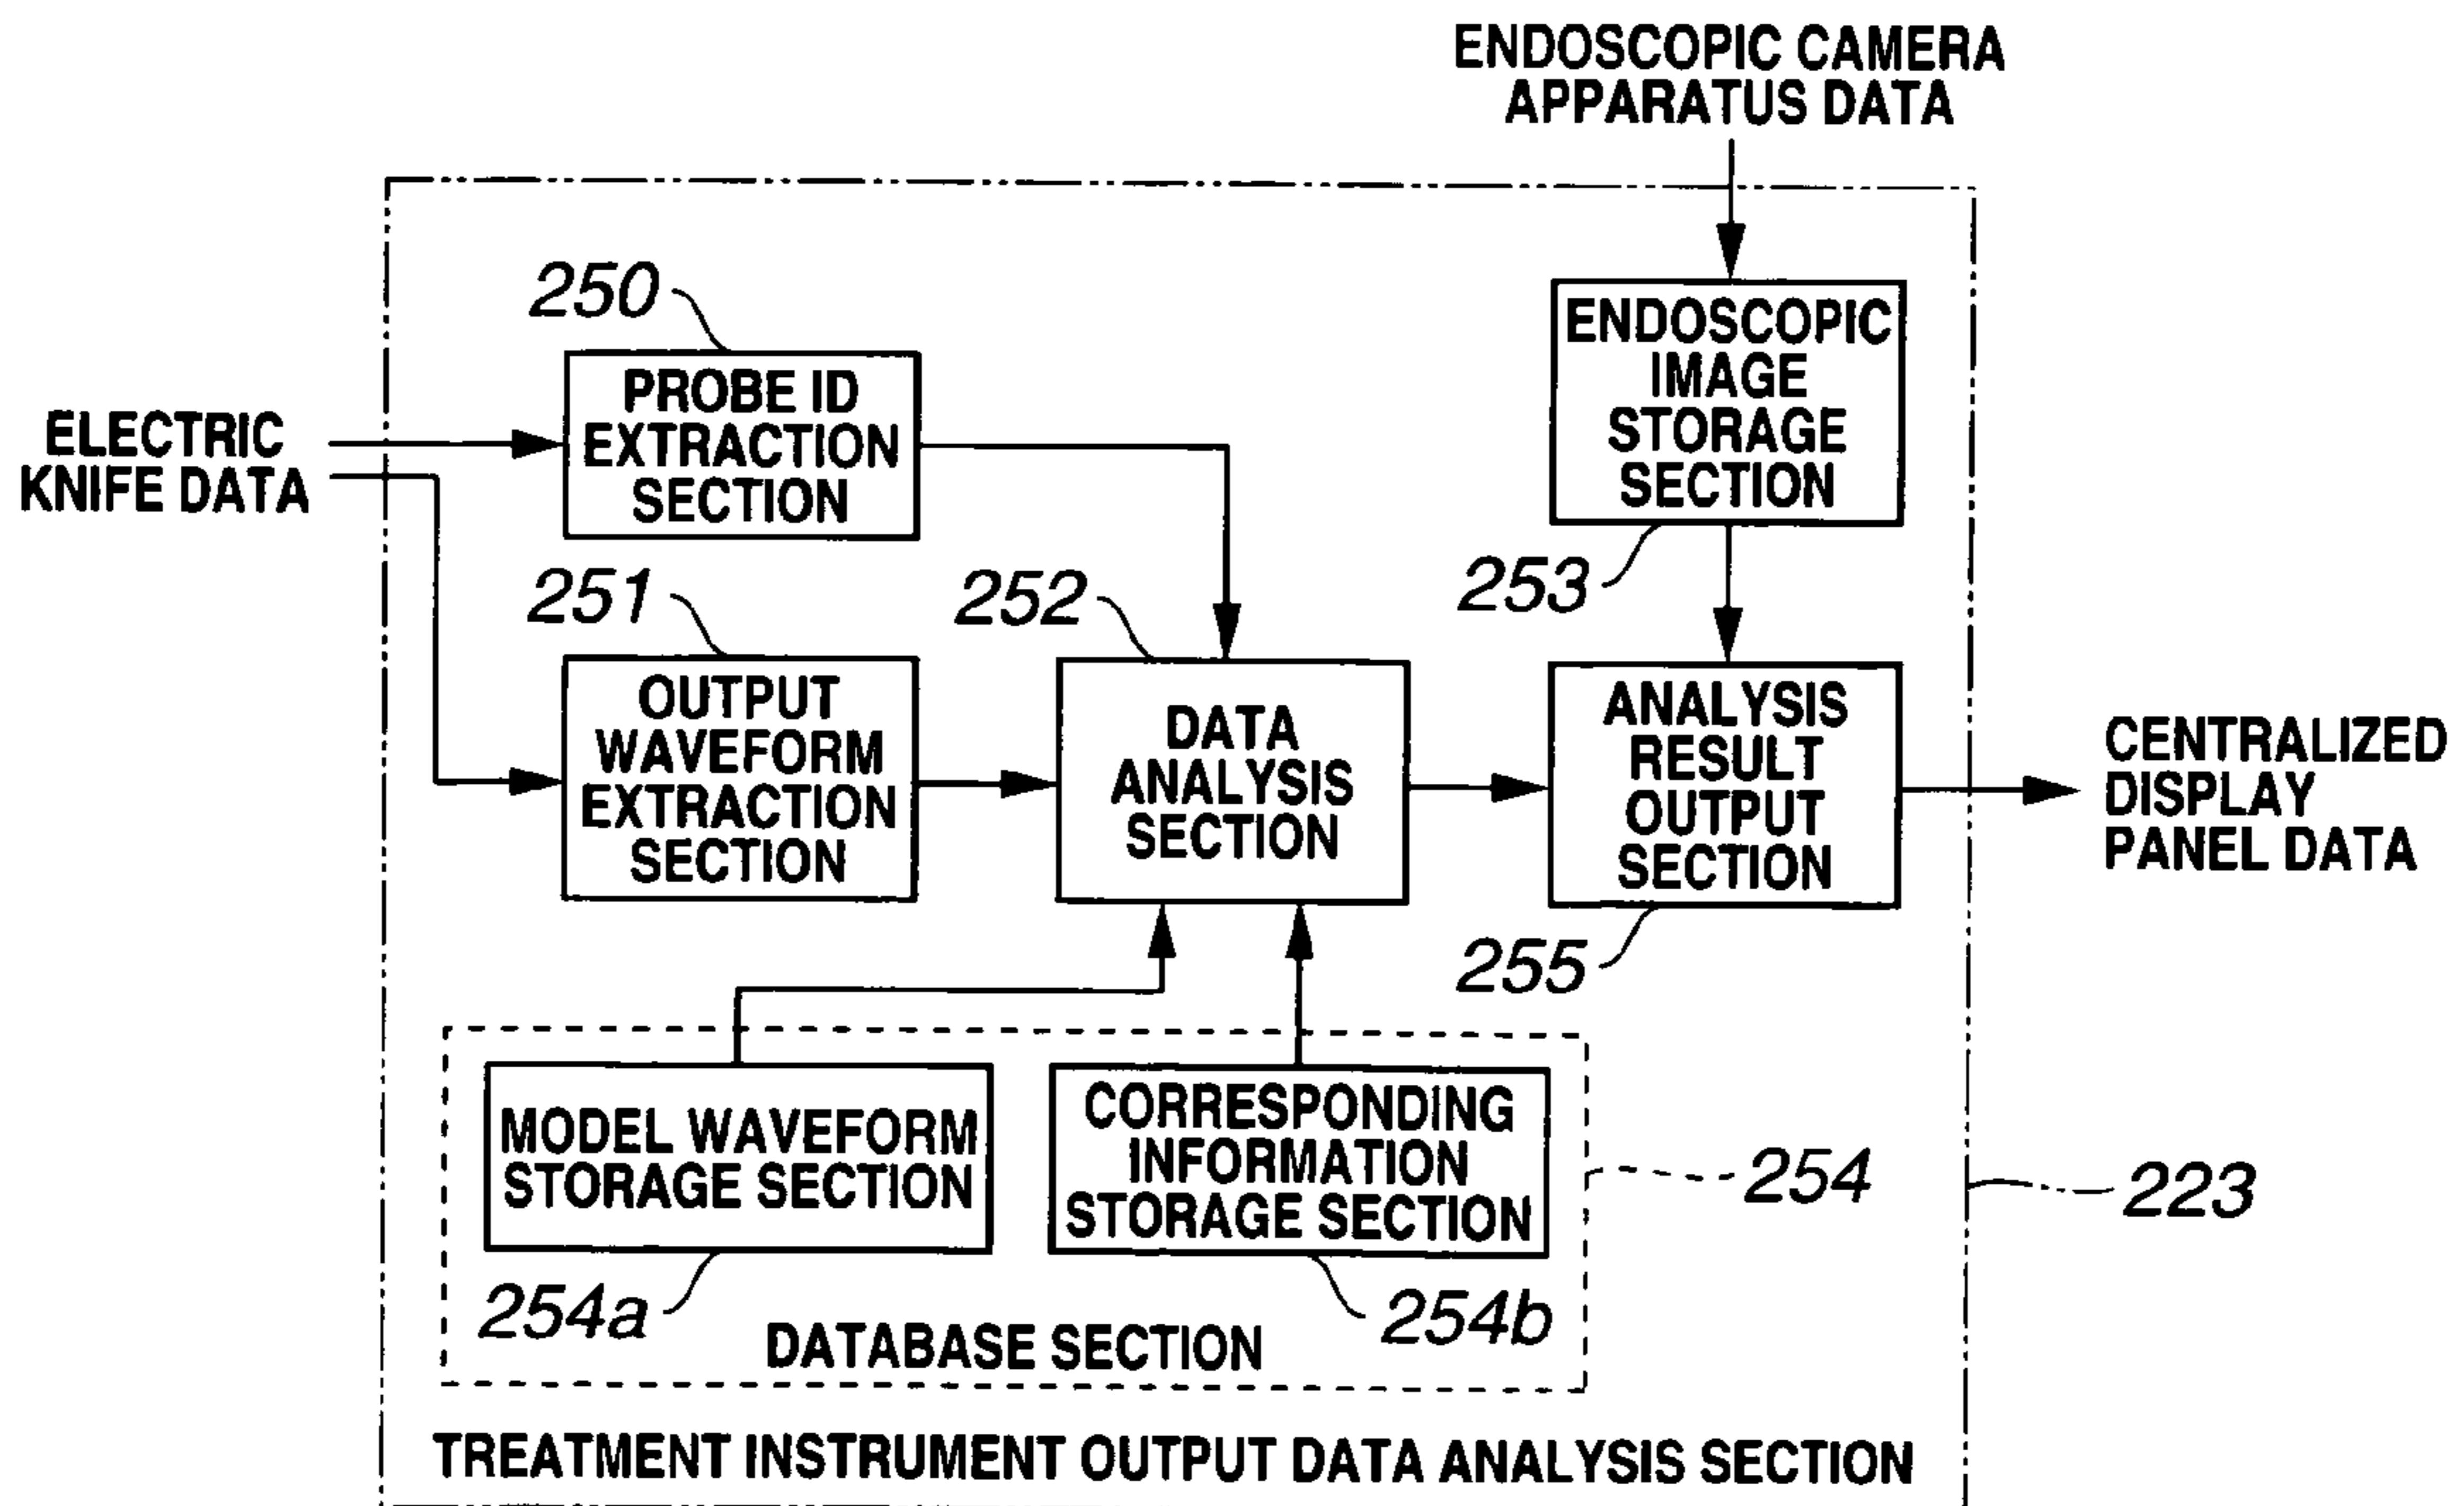 ENDOSCOPIC CAMERA
APPARATUS DATA
250
PROBE ID
EXTRACTION
SECTION
ENDOSCOPIC
IMAGE
STORAGE
SECTION
ELECTRIC
KNIFE DATA
251
252
253
OUTPUT
WAVEFORM
EXTRACTION
SECTION
DATA
ANALYSIS
SECTION
ANALYSIS
RESULT
OUTPUT
SECTION
CENTRALIZED
DISPLAY
PANEL DATA
255
MODEL WAVEFORM
STORAGE SECTION
CORRESPONDING
INFORMATION
STORAGE SECTION
254
223
254a
254b
DATABASE SECTION
TREATMENT INSTRUMENT OUTPUT DATA ANALYSIS SECTION